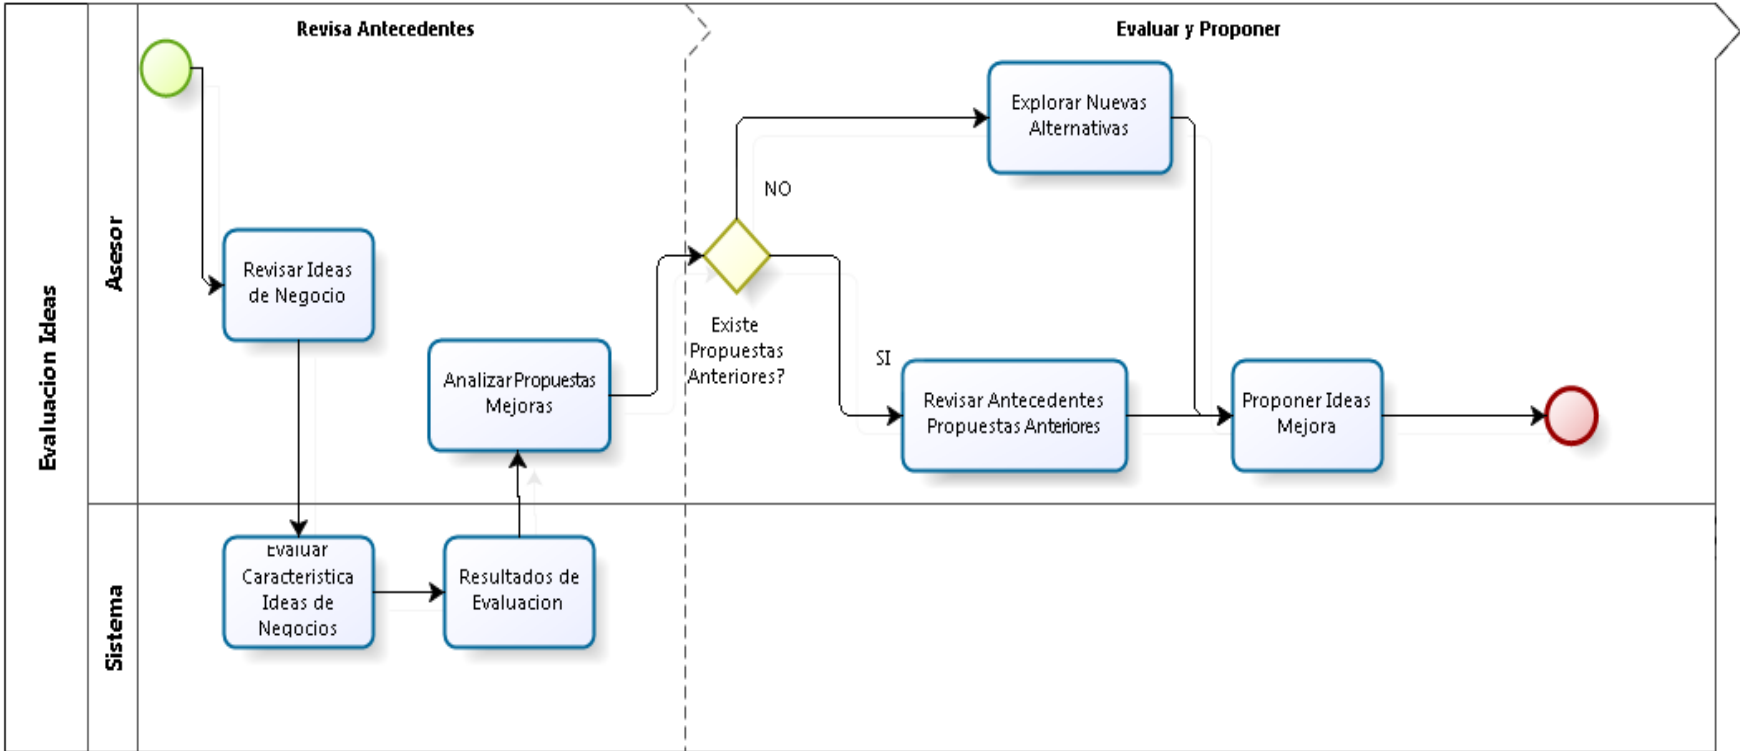 Revisa Antecedentes
Evaluar y Proponer
Evaluacion Ideas
Asesor
Sistema
Revisar Ideas
de Negocio
Evaluar
Caracteristica
Ideas de
Negocios
Resultados de
Evaluacion
Analizar Propuestas
Mejoras
Existe
Propuestas
Anteriores?
NO
Explorar Nuevas
Alternativas
SI
Revisar Antecedentes
Propuestas Anteriores
Proponer Ideas
Mejora